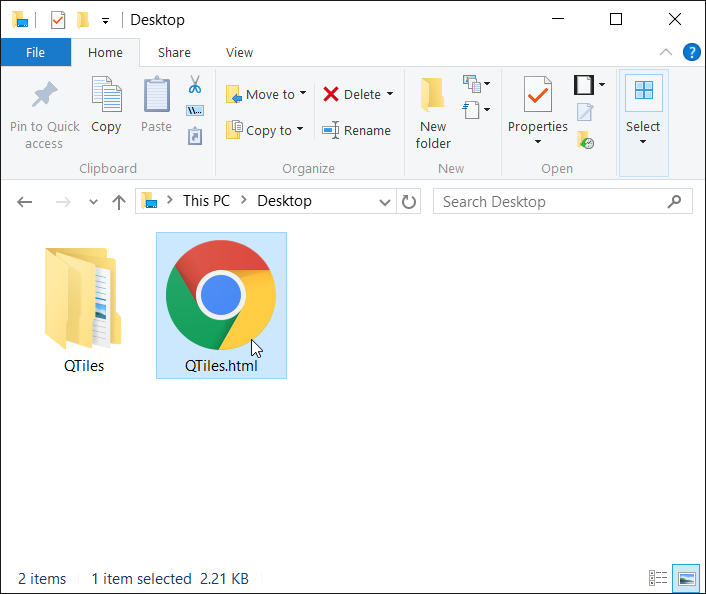 Desktop
File Home Share View
Pin to Quick access
Copy
Paste
Move to
Copy to
Delete
Rename
New folder
Properties
Select
Clipboard Organize New Open
This PC Desktop
Search Desktop
QTiles
QTiles.html
2 items 1 item selected 2.21 KB